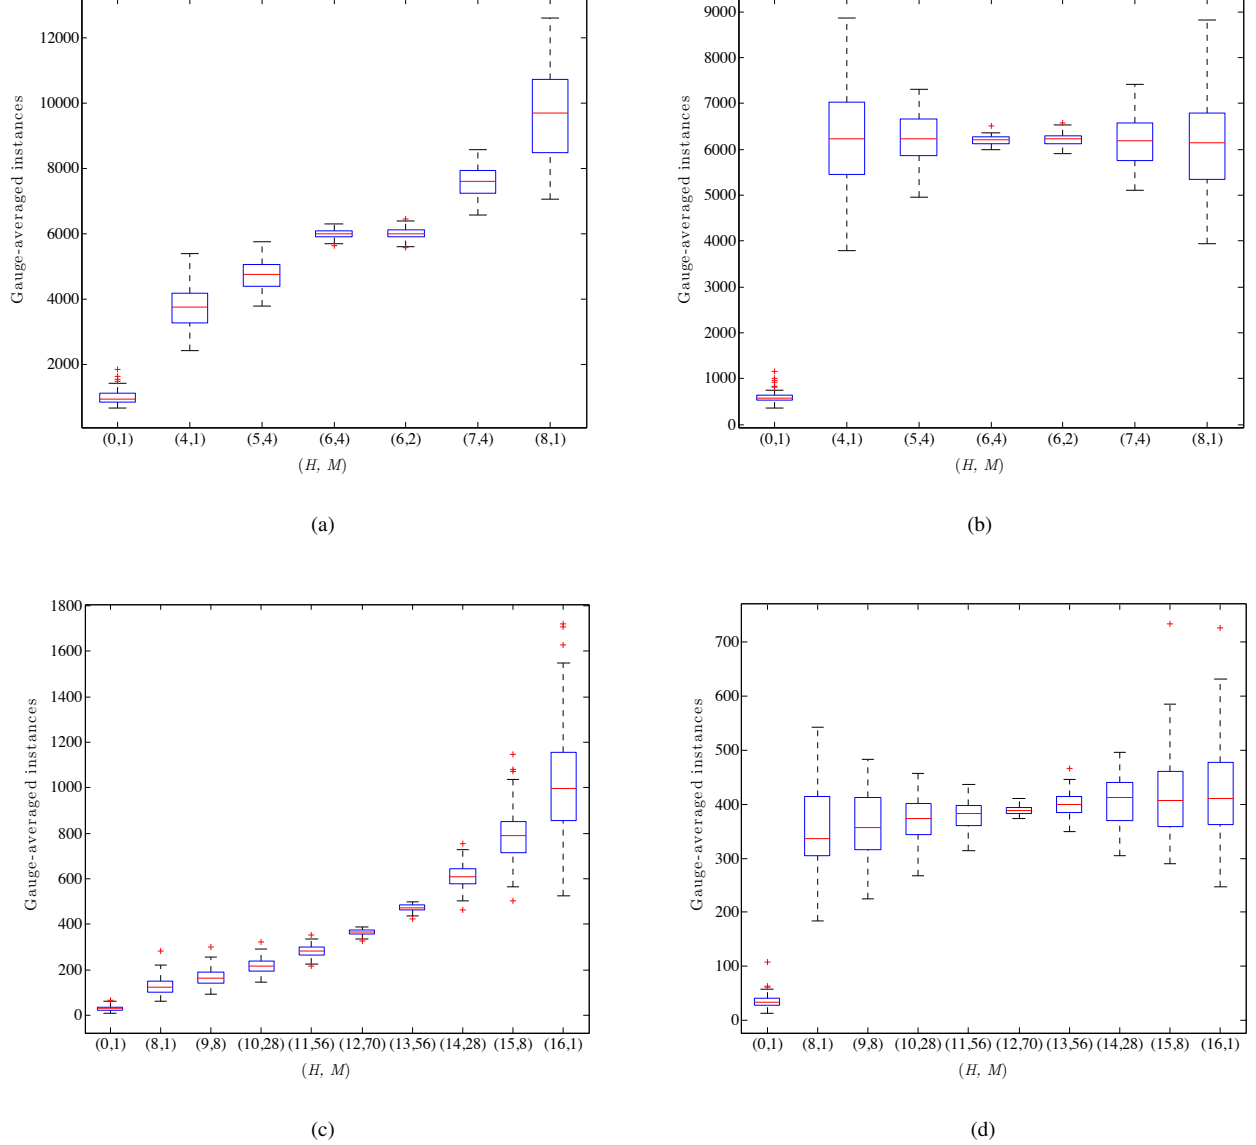 12000
10000
8000
6000
4000
2000
Gauge-averaged instances
(0,1) (4,1) (5,4) (6,4) (6,2) (7,4) (8,1)
(H, M)
(a)
9000
8000
7000
6000
5000
4000
3000
2000
1000
0
Gauge-averaged instances
(0,1) (4,1) (5,4) (6,4) (6,2) (7,4) (8,1)
(H, M)
(b)
1800
1600
1400
1200
1000
800
600
400
200
0
Gauge-averaged instances
(0,1) (8,1) (9,8) (10,28) (11,56) (12,70) (13,56) (14,28) (15,8) (16,1)
(H, M)
(c)
700
600
500
400
300
200
100
0
Gauge-averaged instances
(0,1) (8,1) (9,8) (10,28) (11,56) (12,70) (13,56) (14,28) (15,8) (16,1)
(H, M)
(d)